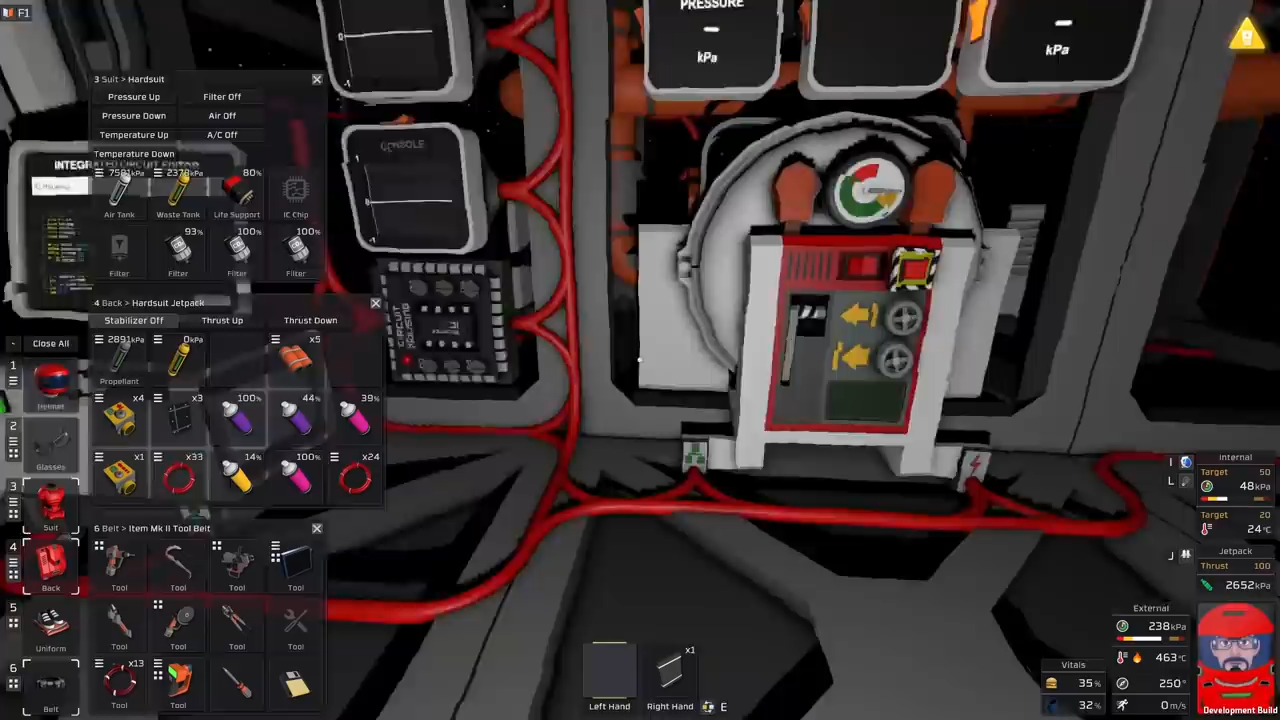 F1
PRESSURE
kPa
kPa
3 Suit > Hardsuit
Pressure Up
Filter Off
Pressure Down
Air Off
Temperature Up
A/C Off
Temperature Down
CONSOLE
80%
Air Tank
Waste Tank
Life Support
IC Chip
93%
100%
100%
Filter
Filter
Filter
Filter
4 Back > Hardsuit Jetpack
Stabilizer Off
Thrust Up
Thrust Down
2891kPa
0kPa
x5
Propellant
x4
x3
100%
44%
39%
x1
x33
14%
100%
x24
6 Belt > Item Mk II Tool Belt
Tool
Tool
Tool
Tool
Tool
Tool
Tool
Tool
x13
Tool
Tool
Close All
1
Helmet
2
Glasses
3
Suit
4
Back
5
Uniform
6
Belt
x1
Left Hand
Right Hand
E
Internal
Target 50
48kPa
Target 20
24°C
Jetpack
Thrust 100
2652kPa
External
238kPa
463°C
250°
0m/s
Vitals
35%
32%
Development Build